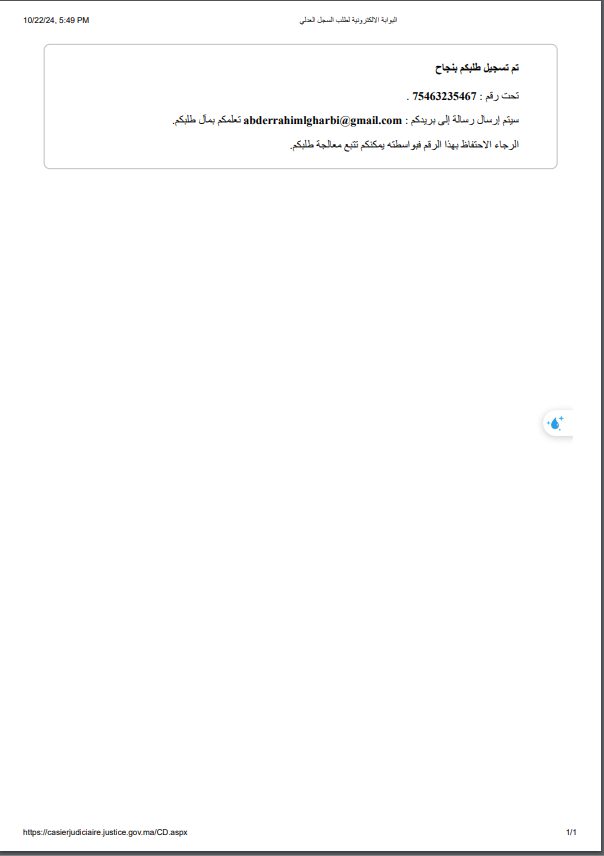 10/22/24, 5:49 PM
البوابة الالكترونية لطلب السجل العدلي
تم تسجيل طلبكم بنجاح
تحت رقم : 75463235467 .
سيتم إرسال رسالة إلى بريدكم : abderrahimlgharbi@gmail.com تعلمكم بمآل طلبكم.
الرجاء الاحتفاظ بهذا الرقم فبواسطته يمكنكم تتبع معالجة طلبكم.
https://casierjudiciaire.justice.gov.ma/CD.aspx
1/1